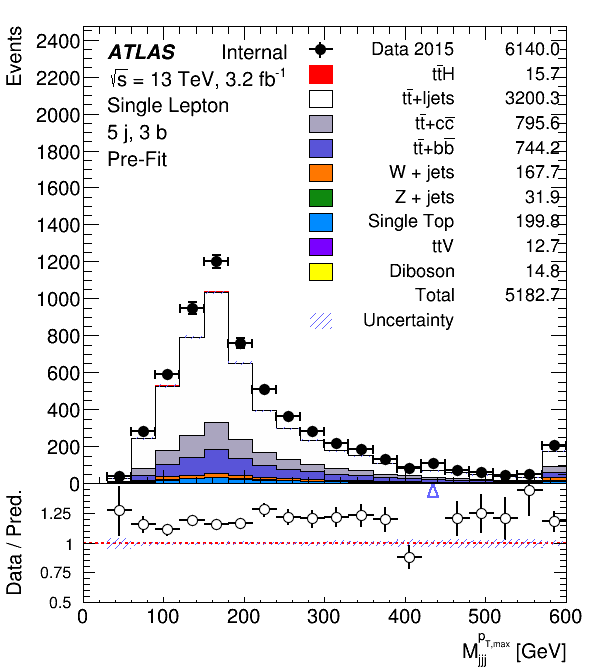 Events
2400
2200
2000
1800
1600
1400
1200
1000
800
600
400
200
0
ATLAS Internal
√s = 13 TeV, 3.2 fb⁻¹
Single Lepton
5 j, 3 b
Pre-Fit
Data 2015 6140.0
tt̄H 15.7
tt̄+ljets 3200.3
tt̄+cc̄ 795.6
tt̄+bb̄ 744.2
W + jets 167.7
Z + jets 31.9
Single Top 199.8
ttV 12.7
Diboson 14.8
Total 5182.7
Uncertainty
Data / Pred.
1.25
1
0.75
0.5
0 100 200 300 400 500 600
M_jjj^{p_{T,max}} [GeV]